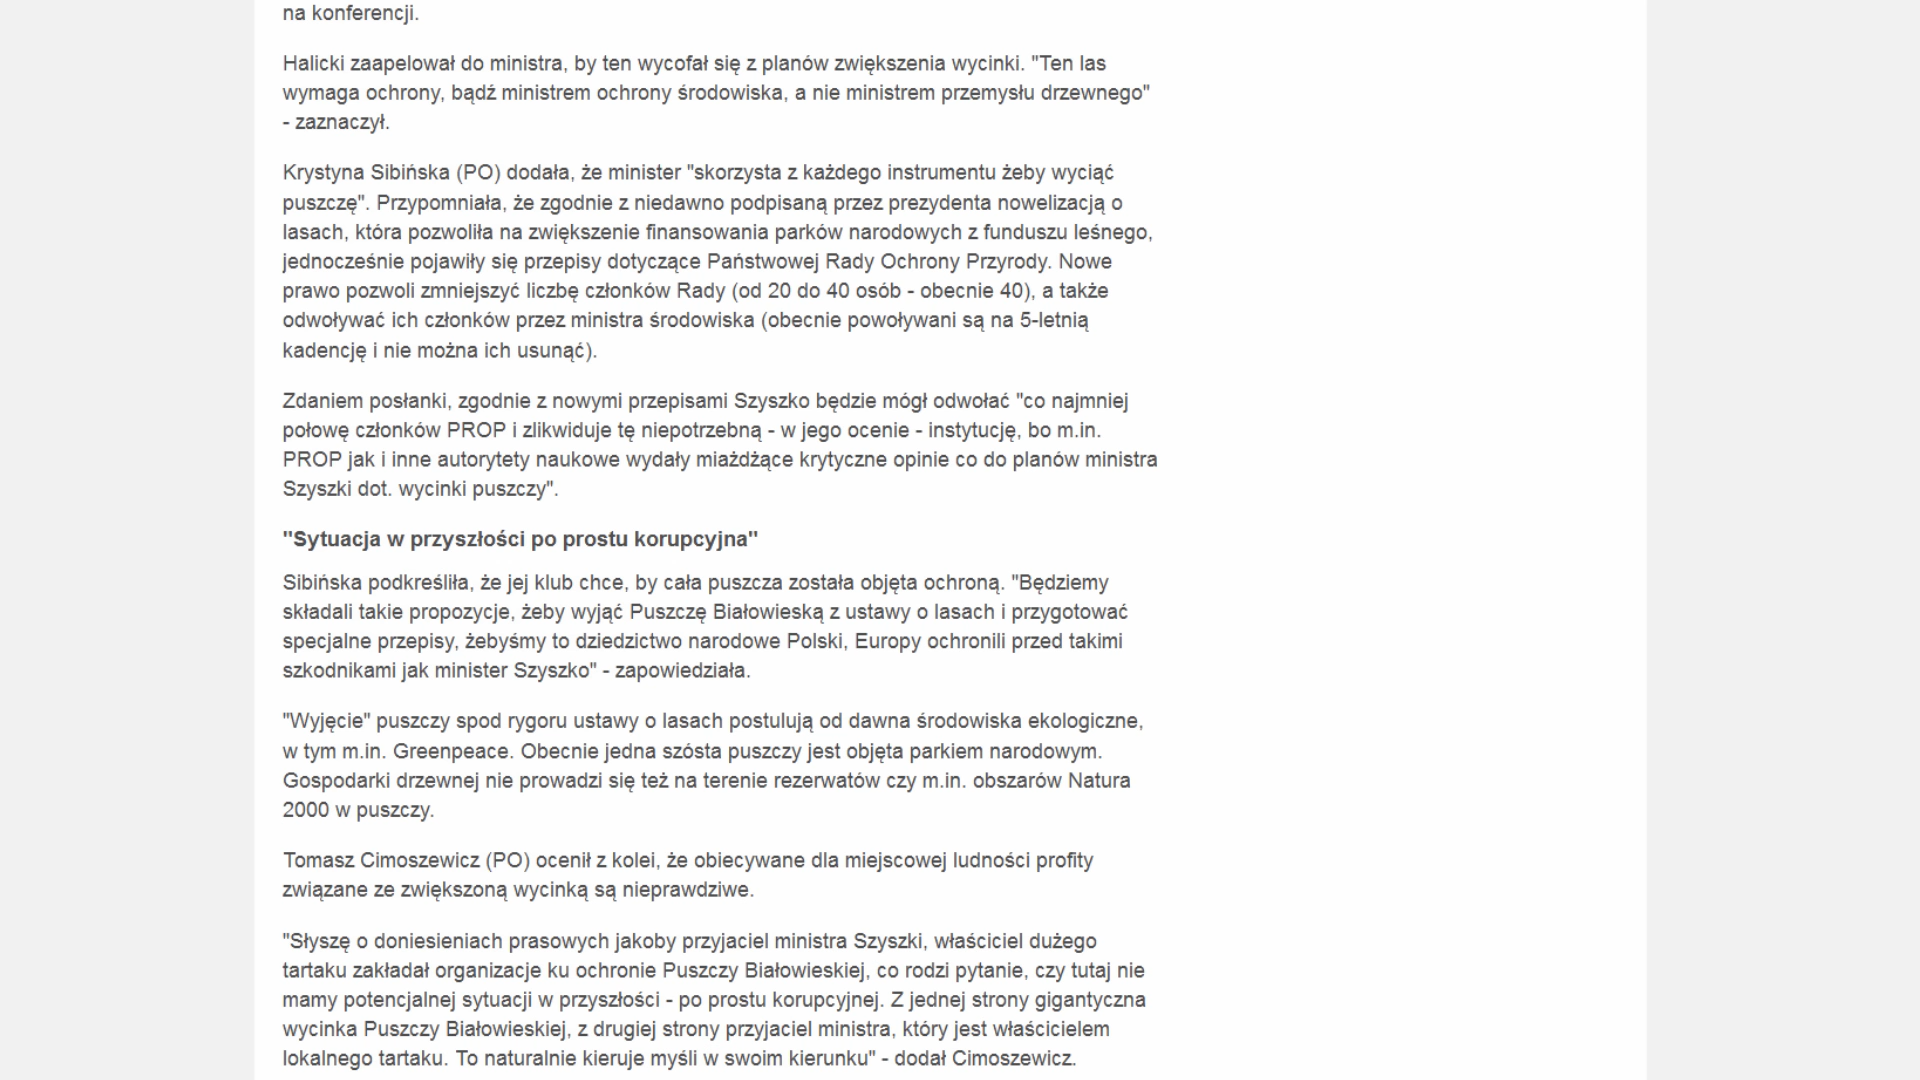 na konferencji.
Halicki zaapelował do ministra, by ten wycofał się z planów zwiększenia wycinki. "Ten las
wymaga ochrony, bądź ministrem ochrony środowiska, a nie ministrem przemysłu drzewnego"
- zaznaczył.
Krystyna Sibińska (PO) dodała, że minister "skorzysta z każdego instrumentu żeby wyciąć
puszczę". Przypomniała, że zgodnie z niedawno podpisaną przez prezydenta nowelizacją o
lasach, która pozwoliła na zwiększenie finansowania parków narodowych z funduszu leśnego,
jednocześnie pojawiły się przepisy dotyczące Państwowej Rady Ochrony Przyrody. Nowe
prawo pozwoli zmniejszyć liczbę członków Rady (od 20 do 40 osób - obecnie 40), a także
odwoływać ich członków przez ministra środowiska (obecnie powoływani są na 5-letnią
kadencję i nie można ich usunąć).
Zdaniem posłanki, zgodnie z nowymi przepisami Szyszko będzie mógł odwołać "co najmniej
połowę członków PROP i zlikwiduje tę niepotrzebną - w jego ocenie - instytucję, bo m.in.
PROP jak i inne autorytety naukowe wydały miażdżące krytyczne opinie co do planów ministra
Szyszki dot. wycinki puszczy".
"Sytuacja w przyszłości po prostu korupcyjna"
Sibińska podkreśliła, że jej klub chce, by cała puszcza została objęta ochroną. "Będziemy
składali takie propozycje, żeby wyjąć Puszczę Białowieską z ustawy o lasach i przygotować
specjalne przepisy, żebyśmy to dziedzictwo narodowe Polski, Europy ochronili przed takimi
szkodnikami jak minister Szyszko" - zapowiedziała.
"Wyjęcie" puszczy spod rygoru ustawy o lasach postulują od dawna środowiska ekologiczne,
w tym m.in. Greenpeace. Obecnie jedna szósta puszczy jest objęta parkiem narodowym.
Gospodarki drzewnej nie prowadzi się też na terenie rezerwatów czy m.in. obszarów Natura
2000 w puszczy.
Tomasz Cimoszewicz (PO) ocenił z kolei, że obiecywane dla miejscowej ludności profity
związane ze zwiększoną wycinką są nieprawdziwe.
"Słyszę o doniesieniach prasowych jakoby przyjaciel ministra Szyszki, właściciel dużego
tartaku zakładał organizacje ku ochronie Puszczy Białowieskiej, co rodzi pytanie, czy tutaj nie
mamy potencjalnej sytuacji w przyszłości - po prostu korupcyjnej. Z jednej strony gigantyczna
wycinka Puszczy Białowieskiej, z drugiej strony przyjaciel ministra, który jest właścicielem
lokalnego tartaku. To naturalnie kieruje myśli w swoim kierunku" - dodał Cimoszewicz.